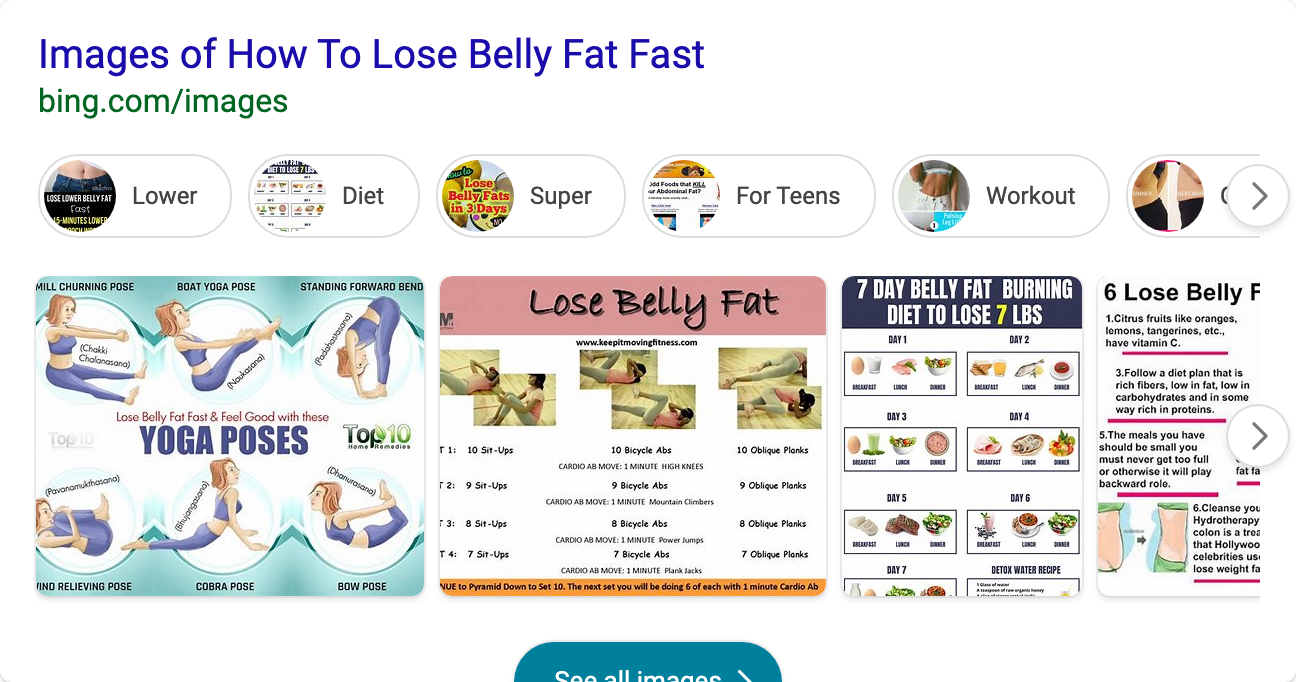 Images of How To Lose Belly Fat Fast
bing.com/images
LOSE LOWER BELLY FAT
Fast
Lower
TO LOSE 7 LBS
Diet
how to
Lose
Belly Fats
in 3 Days
Super
Odd Foods that KILL
For Teens
Workout
MILL CHURNING POSE
BOAT YOGA POSE
STANDING FORWARD BEND
(Chakki
Chalanasana)
(Naukasana)
(Padahastasana)
Lose Belly Fat Fast & Feel Good with these
YOGA POSES
Top10
Top10
Home Remedies
(Pavanamukthasana)
(Bhujangasana)
(Dhanurasana)
IND RELIEVING POSE
COBRA POSE
BOW POSE
Lose Belly Fat
www.keepitmovingfitness.com
T 1: 10 Sit-Ups 10 Bicycle Abs 10 Oblique Planks
CARDIO AB MOVE: 1 MINUTE HIGH KNEES
T 2: 9 Sit-Ups 9 Bicycle Abs 9 Oblique Planks
CARDIO AB MOVE: 1 MINUTE Mountain Climbers
T 3: 8 Sit-Ups 8 Bicycle Abs 8 Oblique Planks
CARDIO AB MOVE: 1 MINUTE Power Jumps
T 4: 7 Sit-Ups 7 Bicycle Abs 7 Oblique Planks
CARDIO AB MOVE: 1 MINUTE Plank Jacks
NUE to Pyramid Down to Set 10. The next set you will be doing 6 of each with 1 minute Cardio Ab
7 DAY BELLY FAT BURNING
DIET TO LOSE 7 LBS
DAY 1 DAY 2
BREAKFAST LUNCH DINNER BREAKFAST LUNCH DINNER
DAY 3 DAY 4
BREAKFAST LUNCH DINNER BREAKFAST LUNCH DINNER
DAY 5 DAY 6
BREAKFAST LUNCH DINNER BREAKFAST LUNCH DINNER
DAY 7 DETOX WATER RECIPE
1 Glass of water
A teaspoon of raw organic honey
6 Lose Belly F
1.Citrus fruits like oranges,
lemons, tangerines, etc.,
have vitamin C.
3.Follow a diet plan that is
rich fibers, low in fat, low in
carbohydrates and in some
way rich in proteins.
5.The meals you have
should be small you
must never get too full
or otherwise it will play
backward role.
fat fa
6.Cleanse you
Hydrotherapy
colon is a trea
that Hollywoo
celebrities use
lose weight fa
See all images